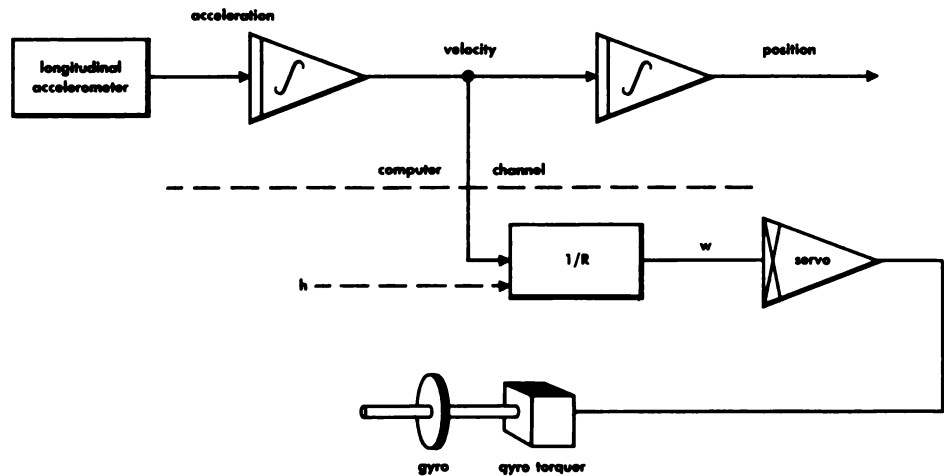 acceleration
longitudinal
accelerometer
∫
velocity
∫
position
computer channel
h
1/R
w
servo
gyro
gyro torquer